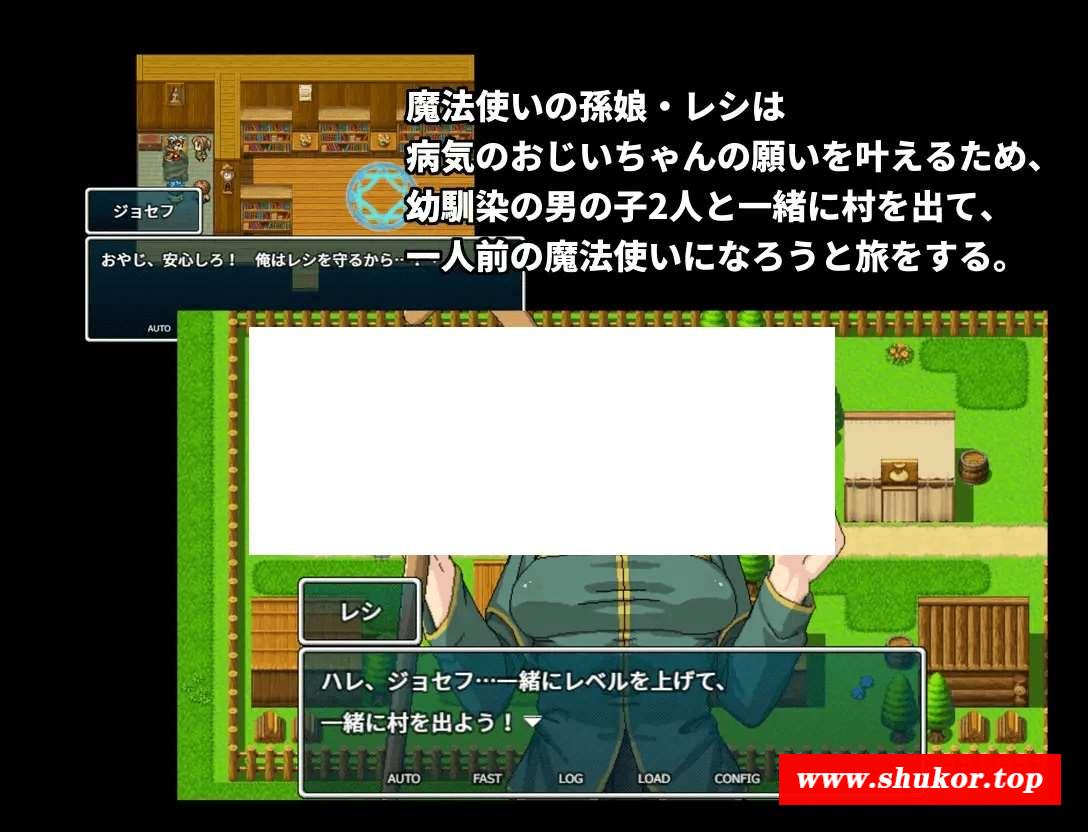 魔法使いの孫娘・レシは
病気のおじいちゃんの願いを叶えるため、
幼馴染の男の子2人と一緒に村を出て、
一人前の魔法使いになろうと旅をする。
ジョセフ
おやじ、安心しろ！　俺はレシを守るから…
AUTO
レシ
ハレ、ジョセフ…一緒にレベルを上げて、
一緒に村を出よう！
AUTO FAST LOG LOAD CONFIG
www.shukor.top